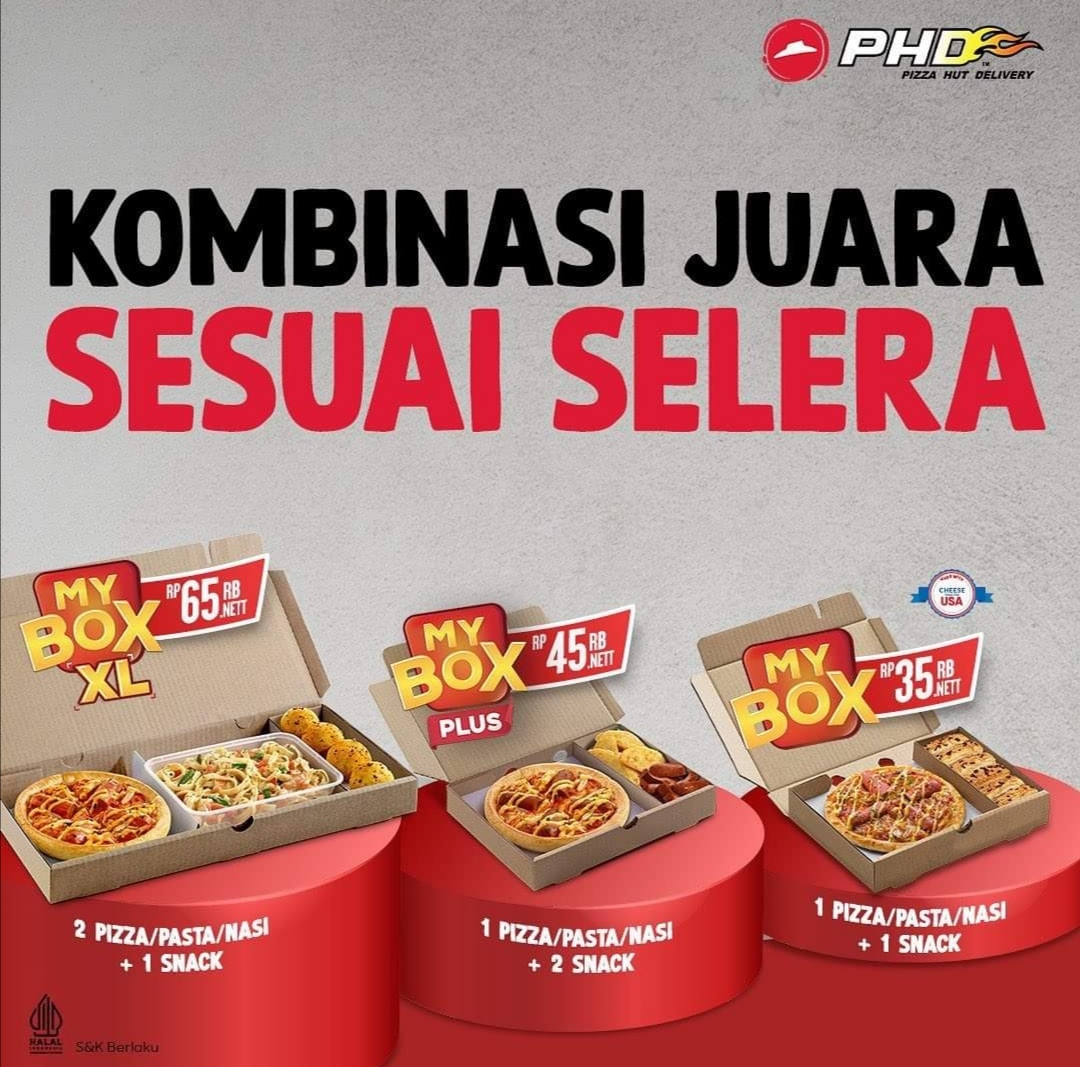 PHD
PIZZA HUT DELIVERY
KOMBINASI JUARA
SESUAI SELERA
MY
BOX
XL
RP 65 RB
.NETT
MY
BOX
PLUS
RP 45 RB
.NETT
CHEESE
USA
MY
BOX
RP 35 RB
.NETT
2 PIZZA/PASTA/NASI
+ 1 SNACK
1 PIZZA/PASTA/NASI
+ 2 SNACK
1 PIZZA/PASTA/NASI
+ 1 SNACK
HALAL
INDONESIA
S&K Berlaku